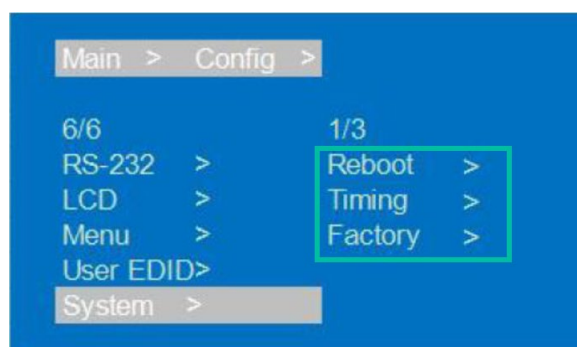 Main > Config >
6/6 1/3
RS-232 > Reboot >
LCD > Timing >
Menu > Factory >
User EDID>
System >